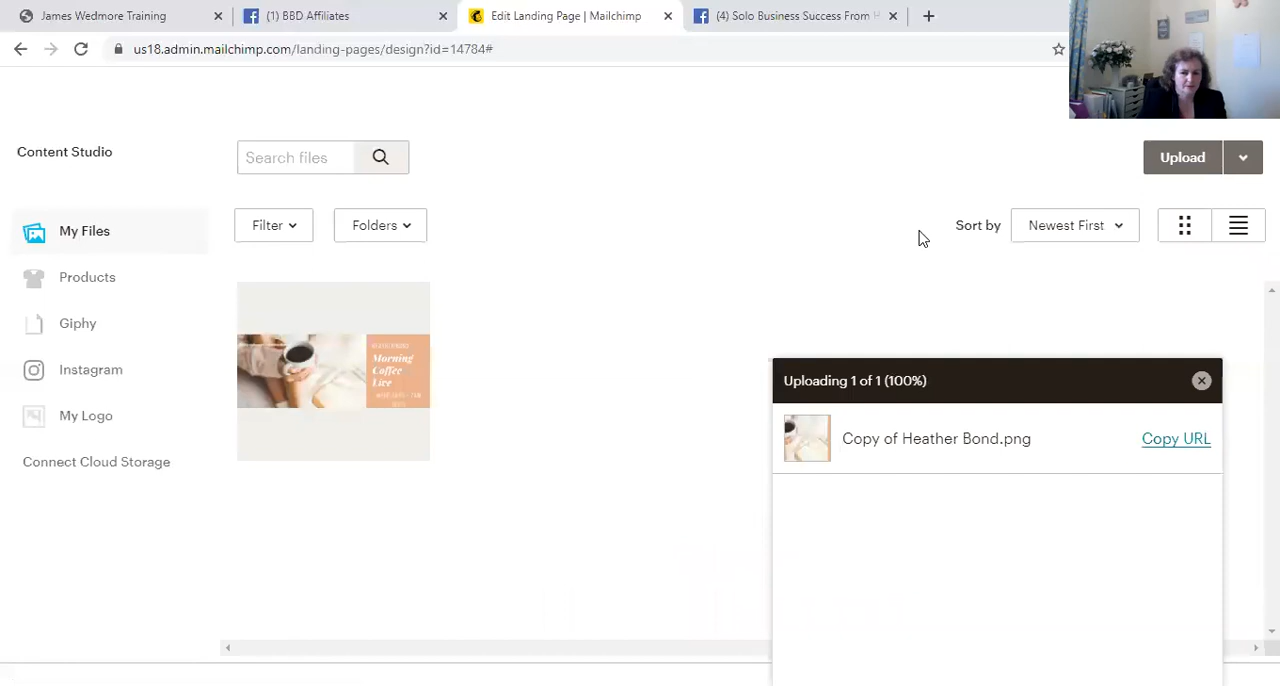 James Wedmore Training
(1) BBD Affiliates
Edit Landing Page | Mailchimp
(4) Solo Business Success From H
us18.admin.mailchimp.com/landing-pages/design?id=14784#
Content Studio
Search files
Upload
Filter
Folders
Sort by
Newest First
My Files
Products
Giphy
Instagram
My Logo
Connect Cloud Storage
Morning
Coffee
Live
Uploading 1 of 1 (100%)
Copy of Heather Bond.png
Copy URL